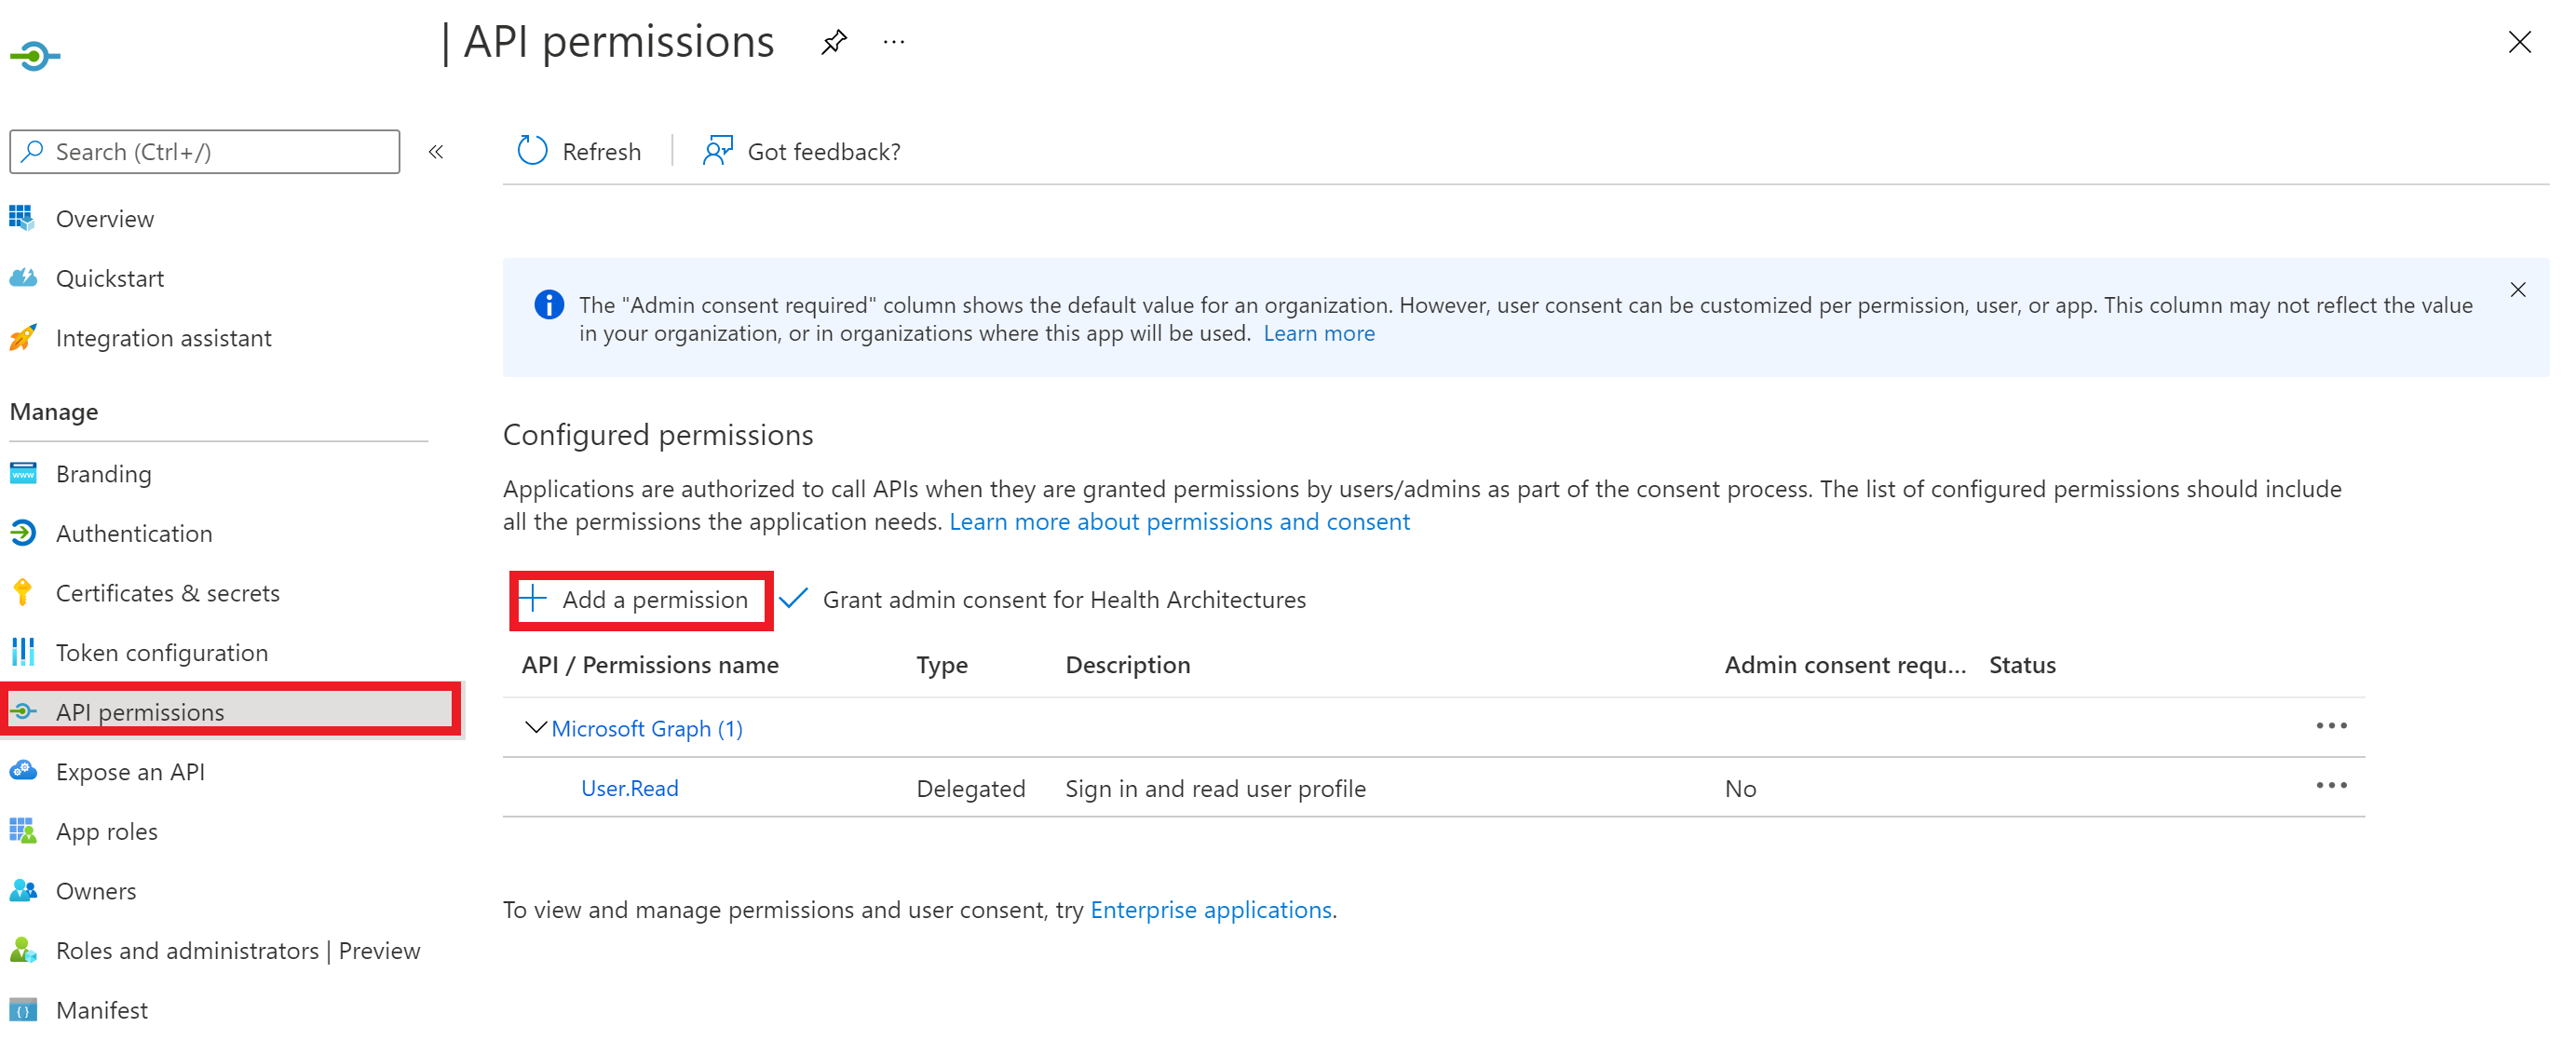 | API permissions ...
Search (Ctrl+/)
«
Refresh
Got feedback?
Overview
Quickstart
Integration assistant
Manage
Branding
Authentication
Certificates & secrets
Token configuration
API permissions
Expose an API
App roles
Owners
Roles and administrators | Preview
Manifest
The "Admin consent required" column shows the default value for an organization. However, user consent can be customized per permission, user, or app. This column may not reflect the value
in your organization, or in organizations where this app will be used. Learn more
Configured permissions
Applications are authorized to call APIs when they are granted permissions by users/admins as part of the consent process. The list of configured permissions should include
all the permissions the application needs. Learn more about permissions and consent
Add a permission
Grant admin consent for Health Architectures
API / Permissions name Type Description Admin consent requ... Status
Microsoft Graph (1)
User.Read Delegated Sign in and read user profile No
To view and manage permissions and user consent, try Enterprise applications.